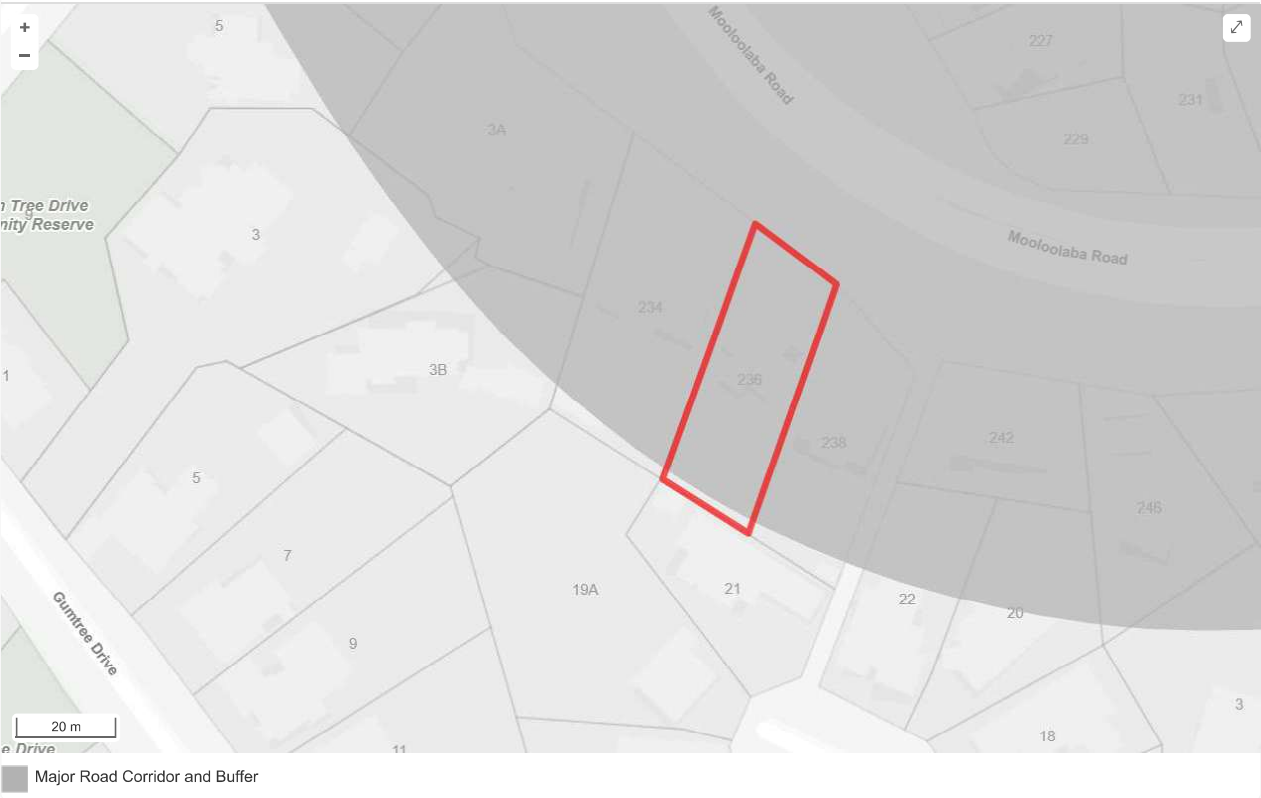 +
−
5
Mooloolaba Road
227
231
229
3A
n Tree Drive
9
nity Reserve
3
Mooloolaba Road
234
3B
1
236
238
242
5
246
7
Gumtree Drive
19A
21
22
20
9
3
20 m
18
e Drive
11
Major Road Corridor and Buffer